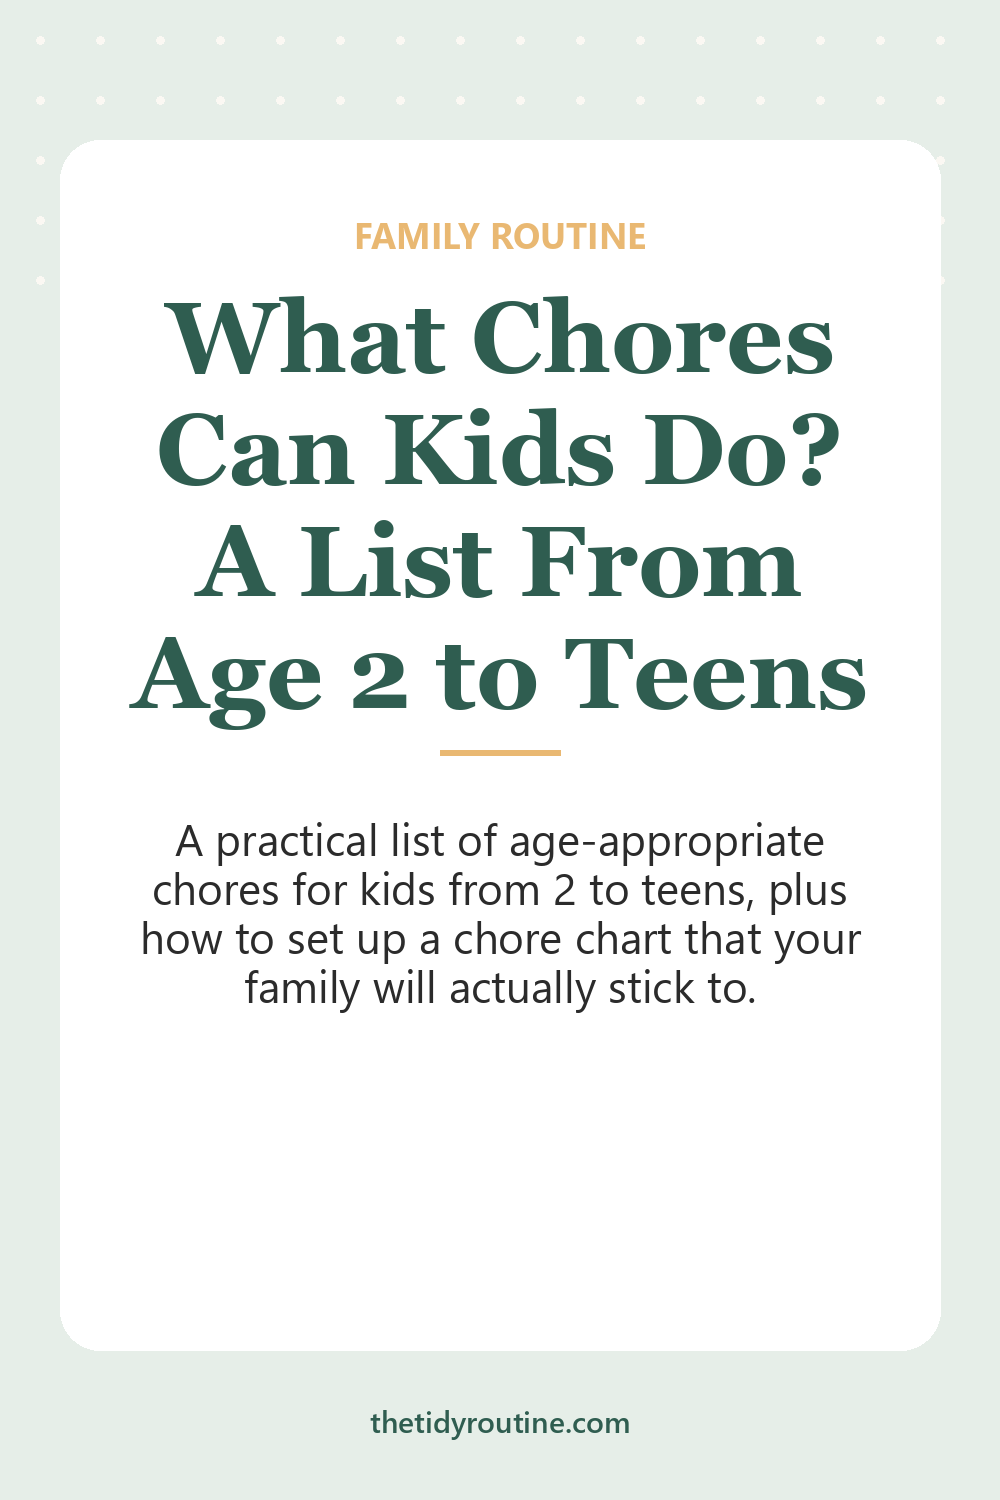 FAMILY ROUTINE
What Chores
Can Kids Do?
A List From
Age 2 to Teens
A practical list of age-appropriate
chores for kids from 2 to teens, plus
how to set up a chore chart that your
family will actually stick to.
thetidyroutine.com